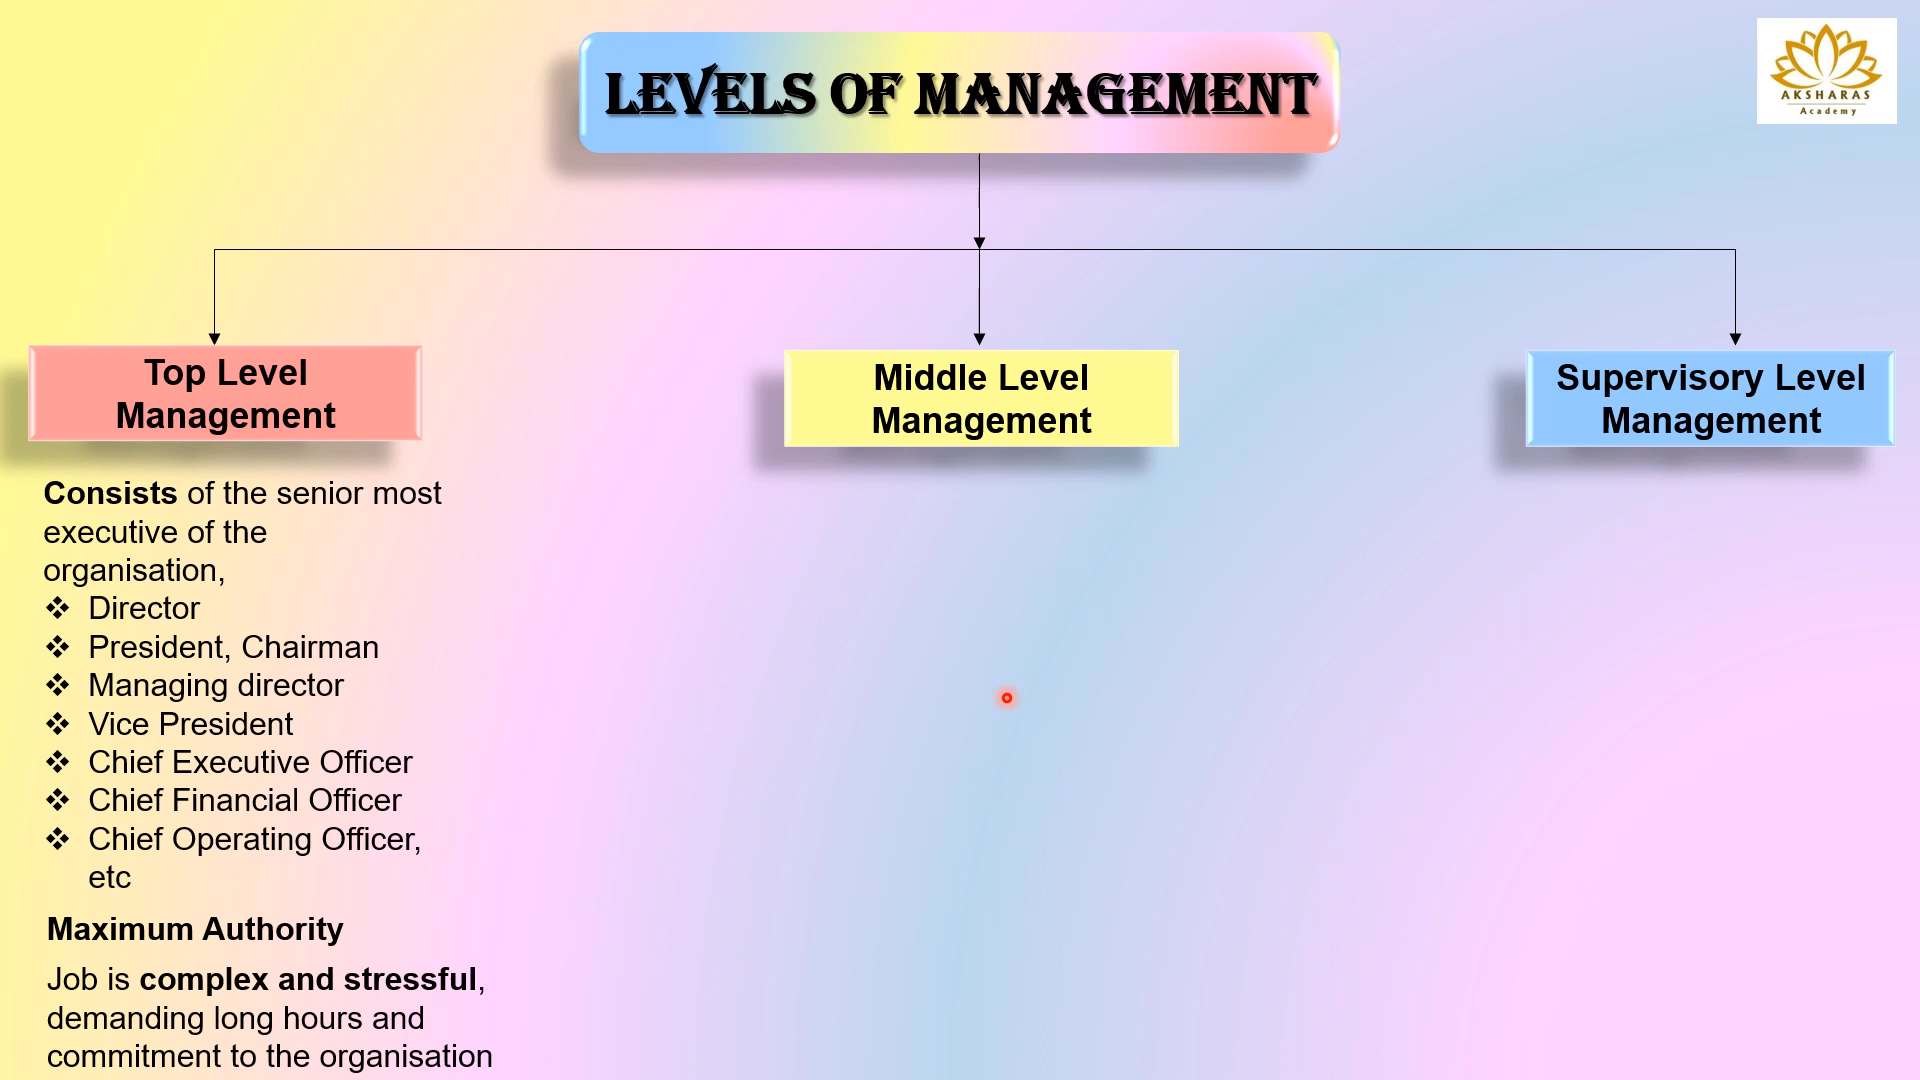 LEVELS OF MANAGEMENT
AKSHARAS
Academy
Top Level
Management
Middle Level
Management
Supervisory Level
Management
Consists of the senior most
executive of the
organisation,
❖ Director
❖ President, Chairman
❖ Managing director
❖ Vice President
❖ Chief Executive Officer
❖ Chief Financial Officer
❖ Chief Operating Officer,
etc
Maximum Authority
Job is complex and stressful,
demanding long hours and
commitment to the organisation